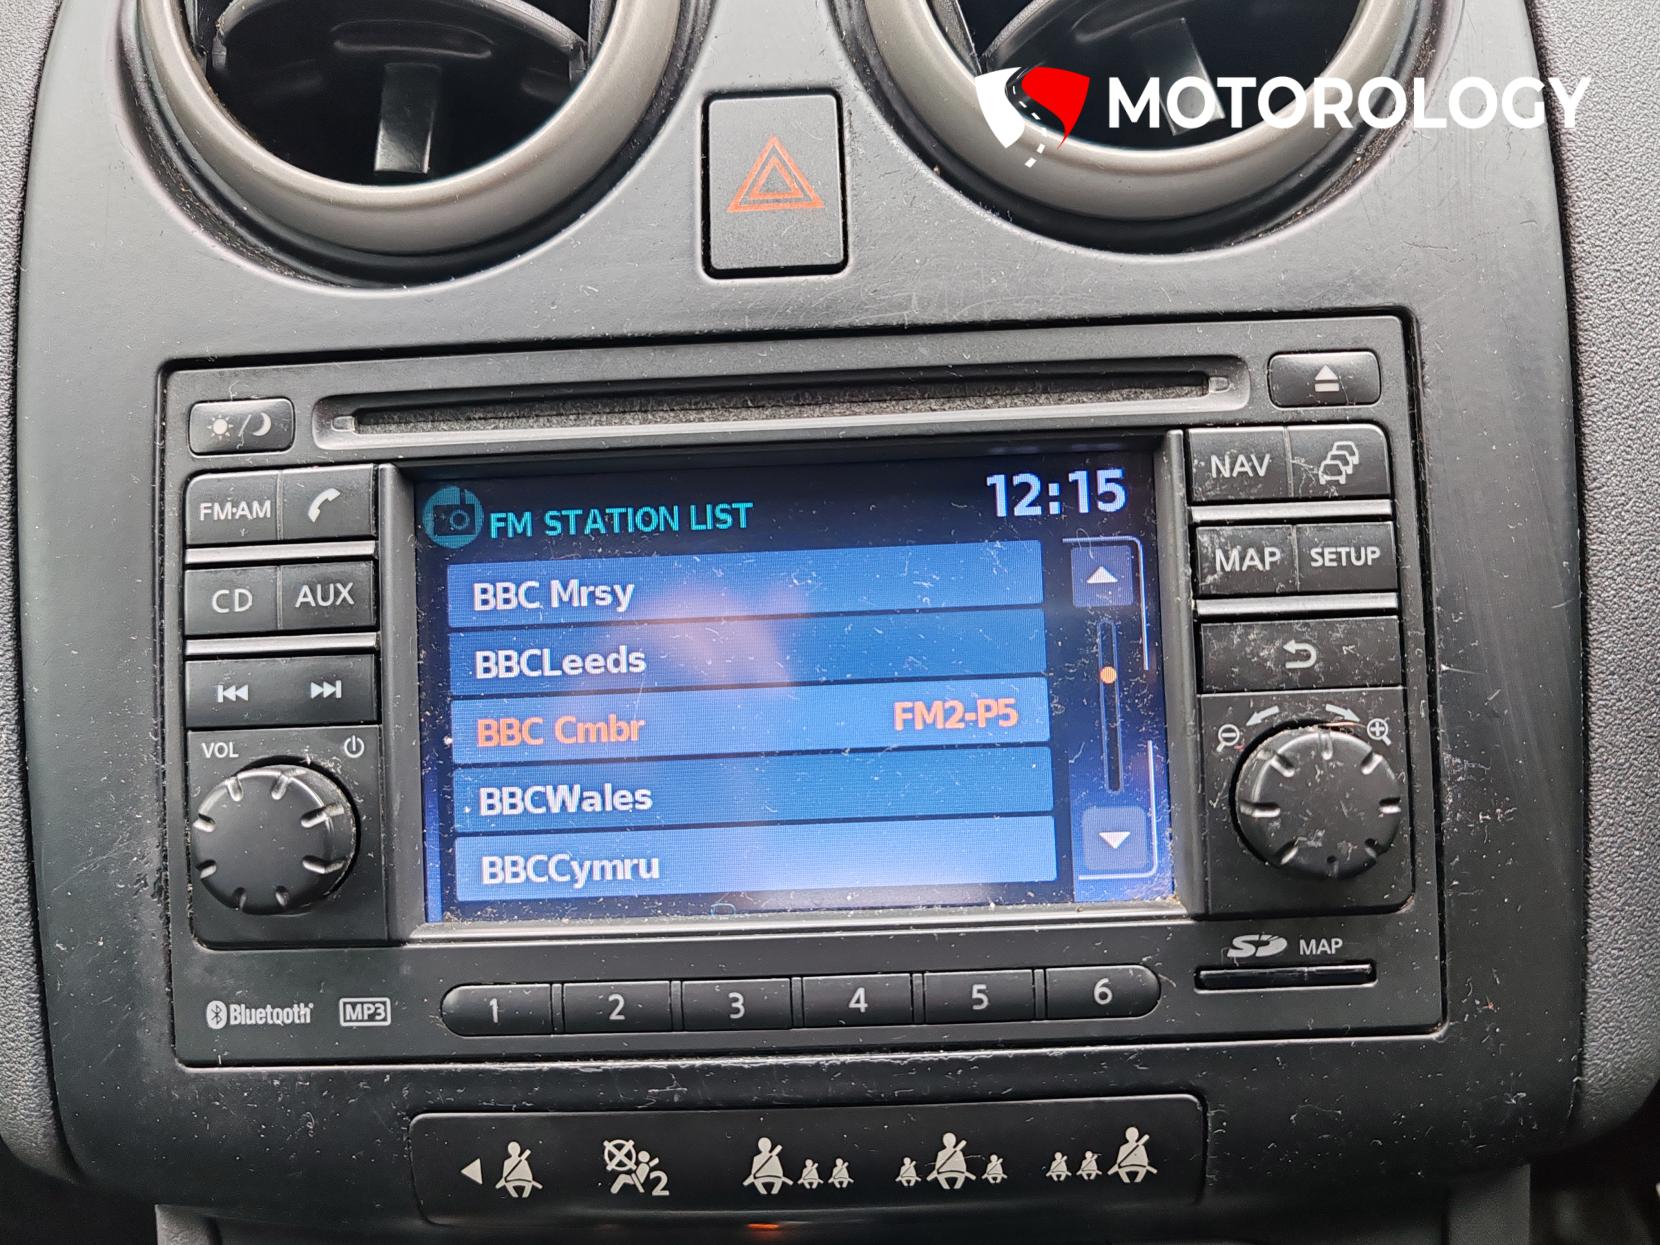 MOTOROLOGY
FM·AM
CD
AUX
VOL
FM STATION LIST
12:15
BBC Mrsy
BBCLeeds
BBC Cmbr FM2-P5
BBCWales
BBCCymru
NAV
MAP
SETUP
SD MAP
Bluetooth
MP3
1 2 3 4 5 6
2